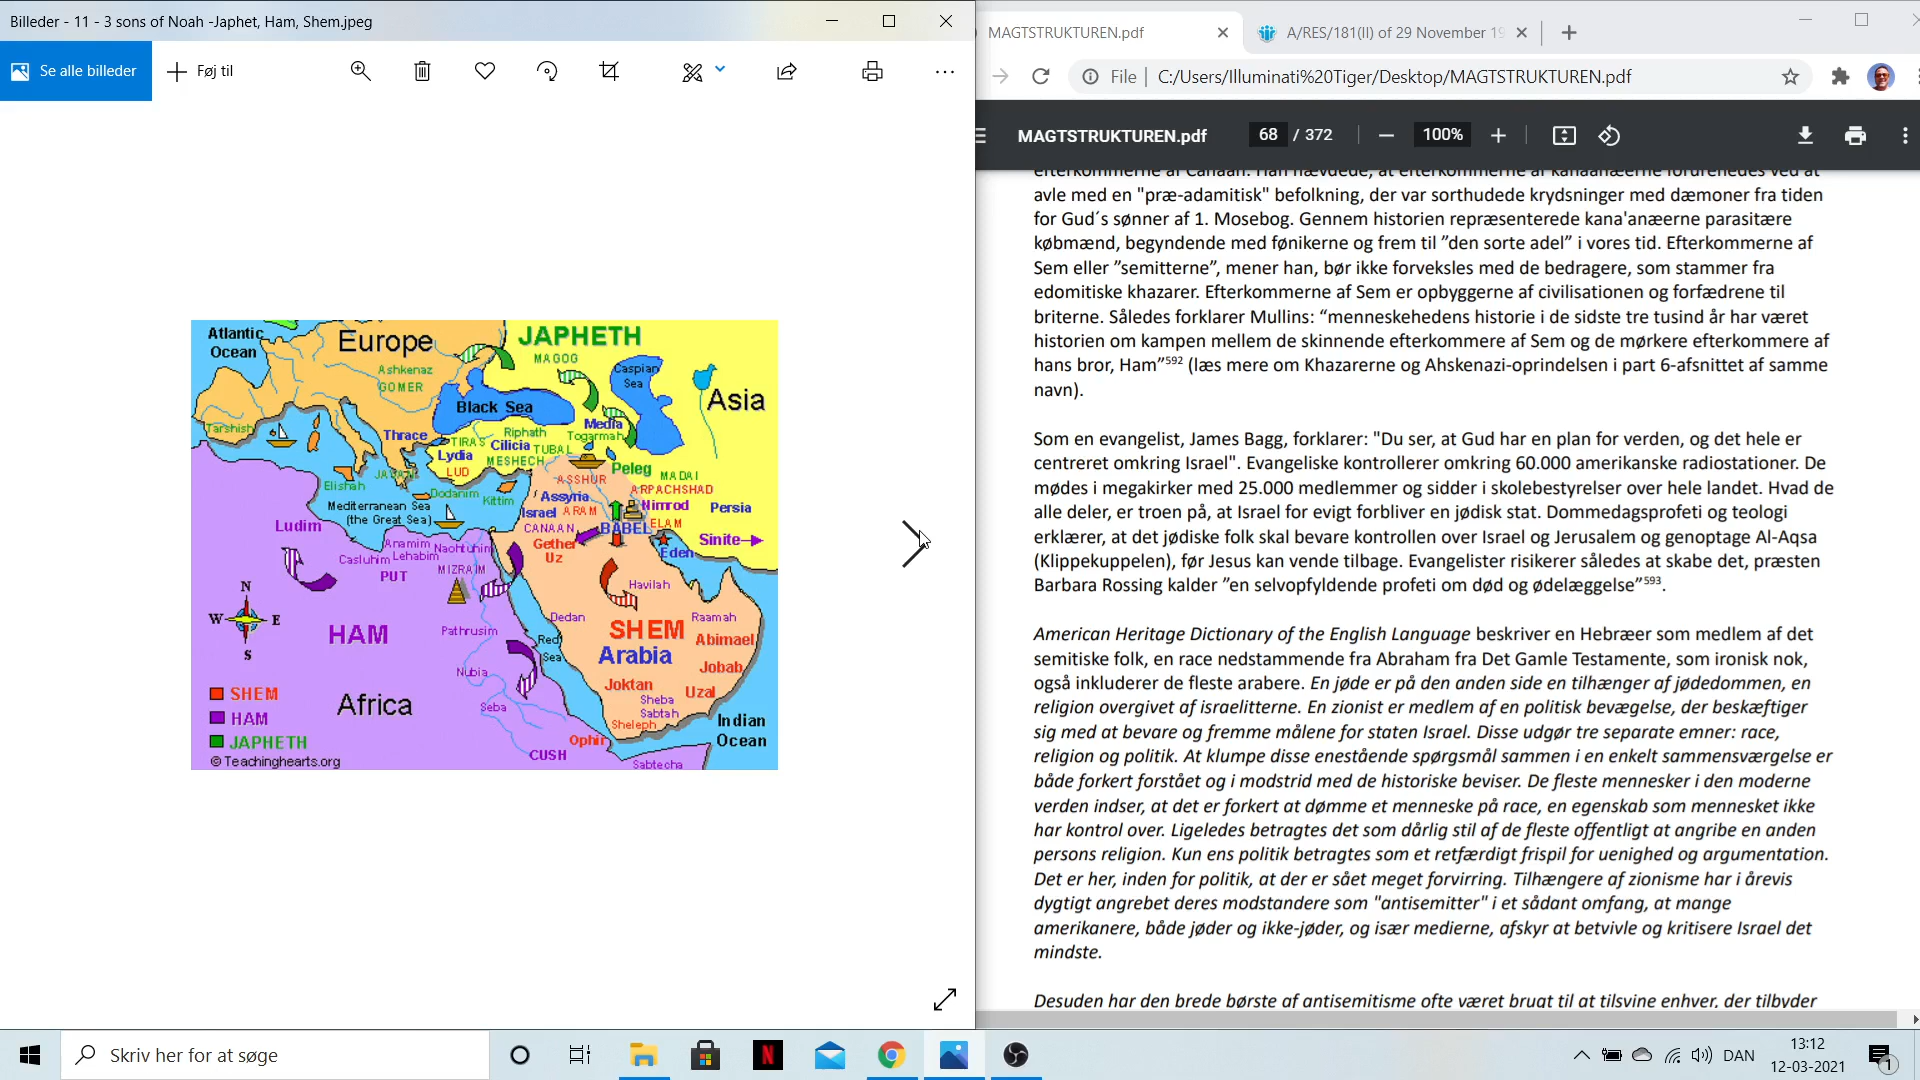 Billeder - 11 - 3 sons of Noah -Japhet, Ham, Shem.jpeg
Se alle billeder
Føj til
Atlantic
Ocean
Europe
JAPHETH
MAGOG
Ashkenaz
GOMER
Caspian
Sea
Asia
Black Sea
Tarshish
Thrace
Media
Riphath
Togarmah
TIRAS
Cilicia
TUBAL
Lydia
MESHECH
LUD
Peleg
MADAI
ASSHUR
ARPACHSHAD
Elishah
Dodanim
Kittim
Assyria
Nimrod
Persia
Mediterranean Sea
(the Great Sea)
Israel
ARAM
CANAAN
BABEL
ELAM
Ludim
Sinite
Anamim
Naphtuhim
Gether
Uz
Eden
Casluhim
Lehabim
PUT
MIZRAIM
Havilah
N
W
E
S
Dedan
Raamah
HAM
Pathrusim
SHEM
Abimael
Red
Sea
Arabia
Jobab
Nubia
Joktan
Uzal
SHEM
Sheba
Sabtah
Africa
Seba
HAM
Sheleph
Indian
Ocean
JAPHETH
Ophir
CUSH
© Teachinghearts.org
Sabtecha
MAGTSTRUKTUREN.pdf
A/RES/181(II) of 29 November 19
File
C:/Users/Illuminati%20Tiger/Desktop/MAGTSTRUKTUREN.pdf
MAGTSTRUKTUREN.pdf
68 / 372
100%
efterkommerne af Canaan. Han hævdede, at efterkommerne af kanaanæerne forurenedes ved at
avle med en "præ-adamitisk" befolkning, der var sorthudede krydsninger med dæmoner fra tiden
for Gud´s sønner af 1. Mosebog. Gennem historien repræsenterede kana'anæerne parasitære
købmænd, begyndende med fønikerne og frem til ”den sorte adel” i vores tid. Efterkommerne af
Sem eller ”semitterne”, mener han, bør ikke forveksles med de bedragere, som stammer fra
edomitiske khazarer. Efterkommerne af Sem er opbyggerne af civilisationen og forfædrene til
briterne. Således forklarer Mullins: “menneskehedens historie i de sidste tre tusind år har været
historien om kampen mellem de skinnende efterkommere af Sem og de mørkere efterkommere af
hans bror, Ham”592 (læs mere om Khazarerne og Ahskenazi-oprindelsen i part 6-afsnittet af samme
navn).
Som en evangelist, James Bagg, forklarer: "Du ser, at Gud har en plan for verden, og det hele er
centreret omkring Israel". Evangeliske kontrollerer omkring 60.000 amerikanske radiostationer. De
mødes i megakirker med 25.000 medlemmer og sidder i skolebestyrelser over hele landet. Hvad de
alle deler, er troen på, at Israel for evigt forbliver en jødisk stat. Dommedagsprofeti og teologi
erklærer, at det jødiske folk skal bevare kontrollen over Israel og Jerusalem og genoptage Al-Aqsa
(Klippekuppelen), før Jesus kan vende tilbage. Evangelister risikerer således at skabe det, præsten
Barbara Rossing kalder ”en selvopfyldende profeti om død og ødelæggelse”593.
American Heritage Dictionary of the English Language beskriver en Hebræer som medlem af det
semitiske folk, en race nedstammende fra Abraham fra Det Gamle Testamente, som ironisk nok,
også inkluderer de fleste arabere. En jøde er på den anden side en tilhænger af jødedommen, en
religion overgivet af israelitterne. En zionist er medlem af en politisk bevægelse, der beskæftiger
sig med at bevare og fremme målene for staten Israel. Disse udgør tre separate emner: race,
religion og politik. At klumpe disse enestående spørgsmål sammen i en enkelt sammensværgelse er
både forkert forstået og i modstrid med de historiske beviser. De fleste mennesker i den moderne
verden indser, at det er forkert at dømme et menneske på race, en egenskab som mennesket ikke
har kontrol over. Ligeledes betragtes det som dårlig stil af de fleste offentligt at angribe en anden
persons religion. Kun ens politik betragtes som et retfærdigt frispil for uenighed og argumentation.
Det er her, inden for politik, at der er sået meget forvirring. Tilhængere af zionisme har i årevis
dygtigt angrebet deres modstandere som "antisemitter" i et sådant omfang, at mange
amerikanere, både jøder og ikke-jøder, og især medierne, afskyr at betvivle og kritisere Israel det
mindste.
Desuden har den brede børste af antisemitisme ofte været brugt til at tilsvine enhver, der tilbyder
Skriv her for at søge
DAN
13:12
12-03-2021
1